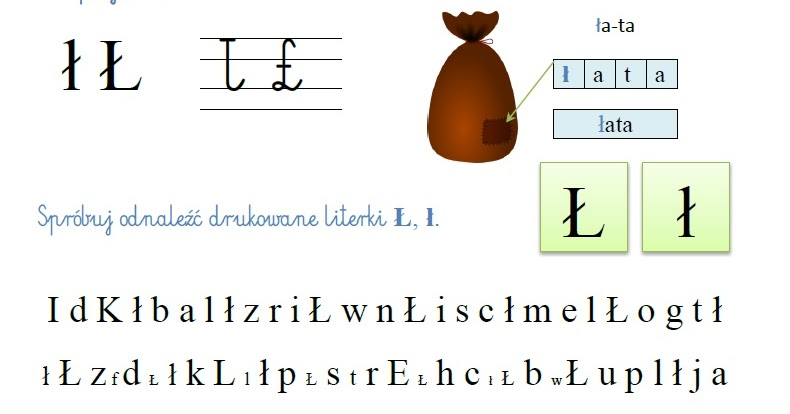 ł Ł
ł Ł
ła-ta
ł a t a
łata
Ł ł
Spróbuj odnaleźć drukowane literki Ł, ł.
I d K ł b a l ł z r i Ł w n Ł i s c ł m e l Ł o g t ł
ł Ł z f d Ł ł k L l ł p Ł s t r E Ł h c ł Ł b w Ł u p l ł j a